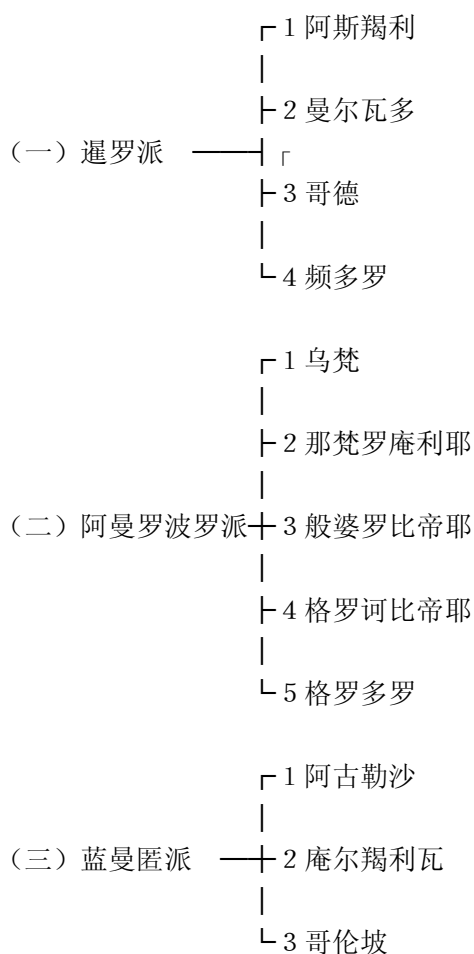 1 阿斯羯利
2 曼尔瓦多
（一）暹罗派
3 哥德
4 频多罗
1 乌梵
2 那梵罗庵利耶
（二）阿曼罗波罗派 3 般婆罗比帝耶
4 格罗诃比帝耶
5 格罗多罗
1 阿古勒沙
（三）蓝曼匿派 2 庵尔羯利瓦
3 哥伦坡